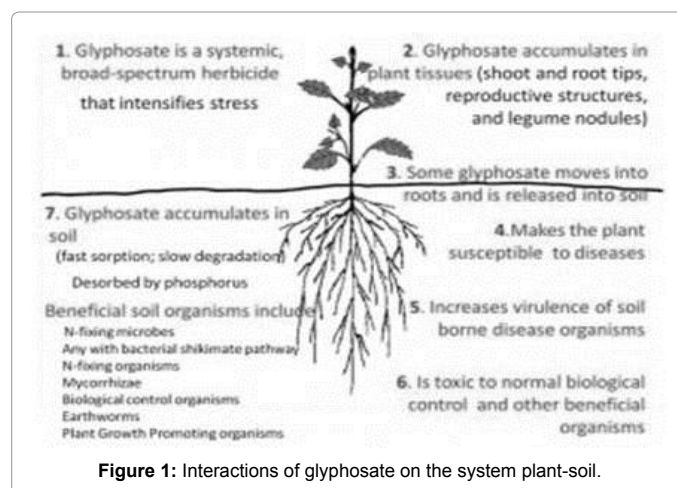 1. Glyphosate is a systemic,
broad-spectrum herbicide
that intensifies stress
2. Glyphosate accumulates in
plant tissues (shoot and root tips,
reproductive structures,
and legume nodules)
3. Some glyphosate moves into
roots and is released into soil
4.Makes the plant
susceptible to diseases
5. Increases virulence of soil
borne disease organisms
6. Is toxic to normal biological
control and other beneficial
organisms
7. Glyphosate accumulates in
soil
(fast sorption; slow degradation)
Desorbed by phosphorus
Beneficial soil organisms include
N-fixing microbes
Any with bacterial shikimate pathway
N-fixing organisms
Mycorrhizae
Biological control organisms
Earthworms
Plant Growth Promoting organisms
Figure 1: Interactions of glyphosate on the system plant-soil.